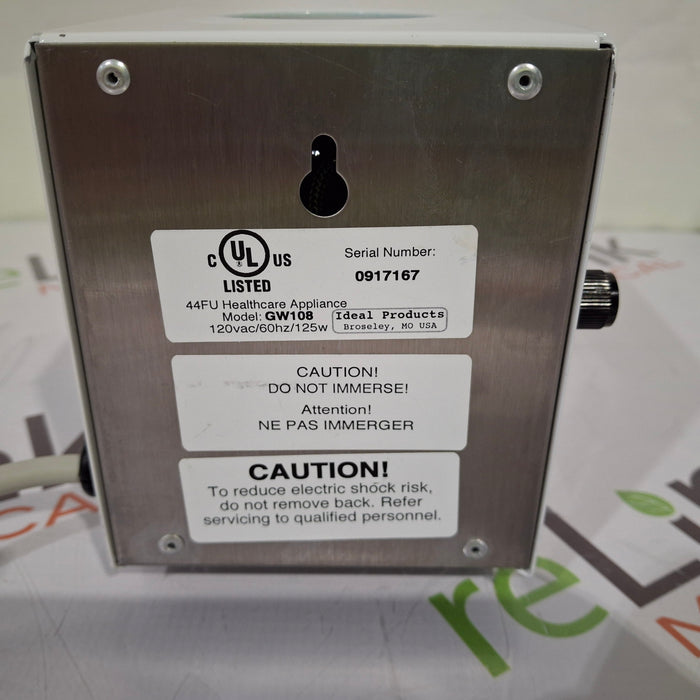 C UL US
LISTED
Serial Number:
0917167
44FU Healthcare Appliance
Model: GW108
120vac/60hz/125w
Ideal Products
Broseley, MO USA
CAUTION!
DO NOT IMMERSE!
Attention!
NE PAS IMMERGER
CAUTION!
To reduce electric shock risk,
do not remove back. Refer
servicing to qualified personnel.
reLink